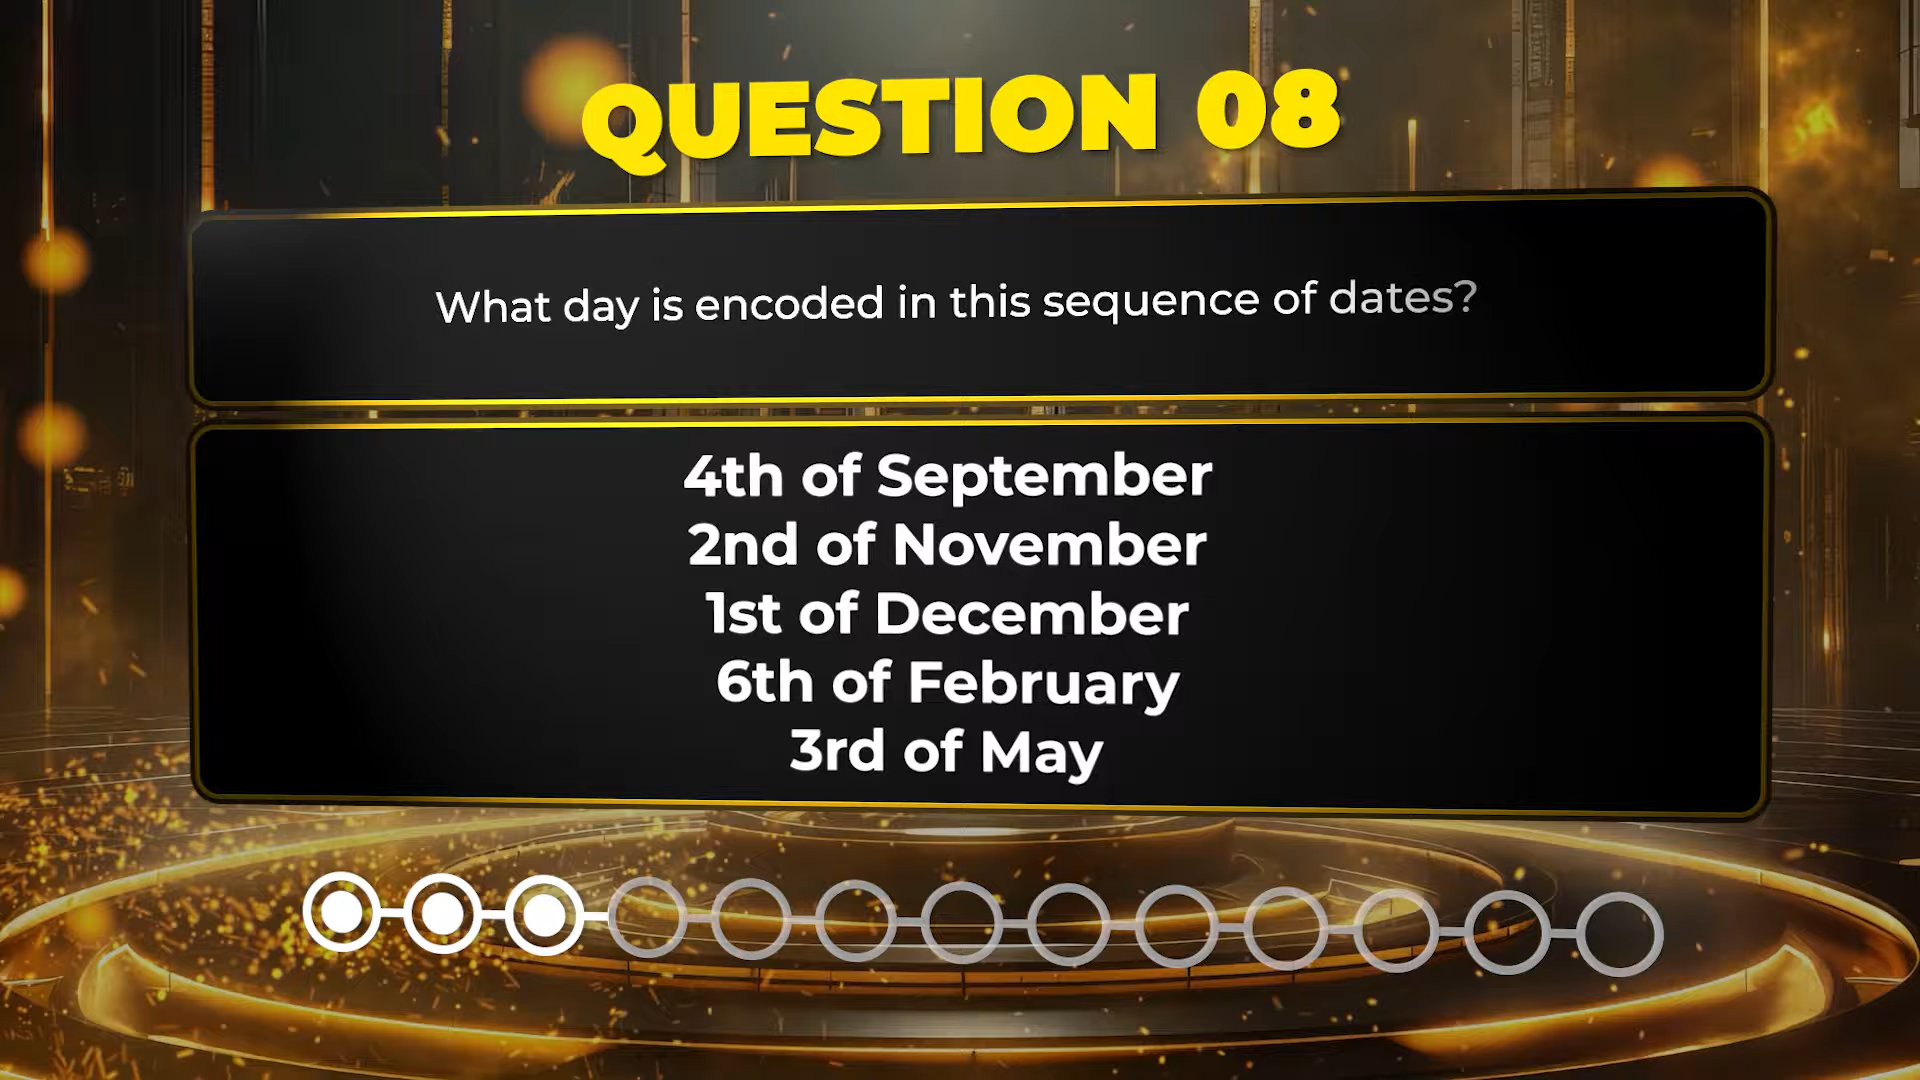 QUESTION 08
What day is encoded in this sequence of dates?
4th of September
2nd of November
1st of December
6th of February
3rd of May